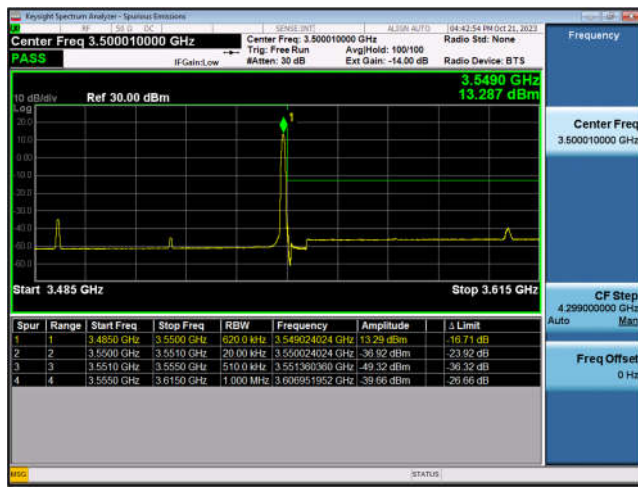 Keysight Spectrum Analyzer - Spurious Emissions
RF 50 Ω DC SENSE:INT ALIGN AUTO 04:42:54 PM Oct 21, 2023
Center Freq 3.500010000 GHz Center Freq: 3.500010000 GHz Radio Std: None Frequency
Trig: Free Run Avg|Hold: 100/100
PASS IFGain:Low #Atten: 30 dB Ext Gain: -14.00 dB Radio Device: BTS
3.5490 GHz
10 dB/div Ref 30.00 dBm 13.287 dBm
Log
20.0
1
10.0
0.00
-10.0
-20.0
-30.0
-40.0
-50.0
-60.0
Start 3.485 GHz Stop 3.615 GHz
Center Freq
3.500010000 GHz
CF Step
4.299000000 GHz
Auto Man
Freq Offset
0 Hz
Spur Range Start Freq Stop Freq RBW Frequency Amplitude Δ Limit
1 1 3.4850 GHz 3.5500 GHz 620.0 kHz 3.549024024 GHz 13.29 dBm -16.71 dB
2 2 3.5500 GHz 3.5510 GHz 20.00 kHz 3.550024024 GHz -36.92 dBm -23.92 dB
3 3 3.5510 GHz 3.5550 GHz 510.0 kHz 3.551360360 GHz -49.32 dBm -36.32 dB
4 4 3.5550 GHz 3.6150 GHz 1.000 MHz 3.606951952 GHz -39.66 dBm -26.66 dB
MSG STATUS